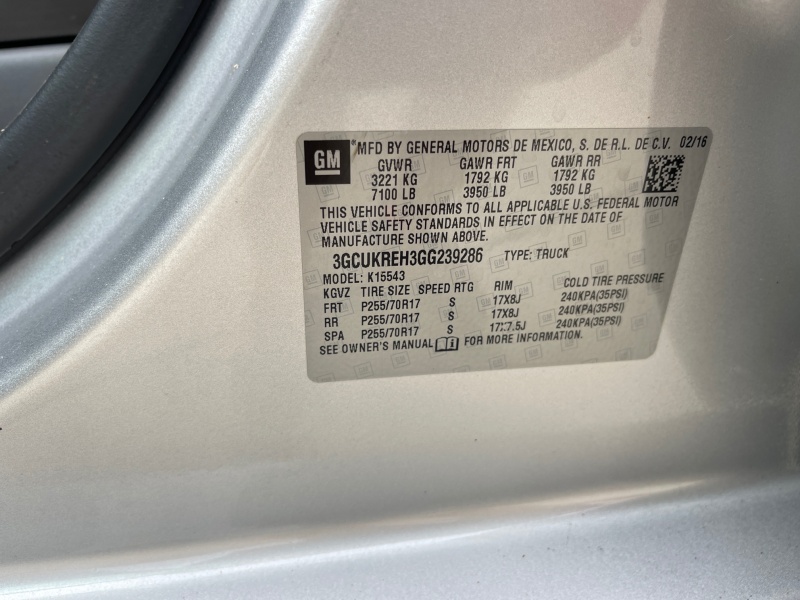 GM ®MFD BY GENERAL MOTORS DE MEXICO, S. DE R.L. DE C.V. 02/16
GVWR GAWR FRT GAWR RR
3221 KG 1792 KG 1792 KG
7100 LB 3950 LB 3950 LB
THIS VEHICLE CONFORMS TO ALL APPLICABLE U.S. FEDERAL MOTOR
VEHICLE SAFETY STANDARDS IN EFFECT ON THE DATE OF
MANUFACTURE SHOWN ABOVE.
3GCUKREH3GG239286 TYPE: TRUCK
MODEL: K15543
KGVZ TIRE SIZE SPEED RTG RIM COLD TIRE PRESSURE
FRT P255/70R17 S 17X8J 240KPA(35PSI)
RR P255/70R17 S 17X8J 240KPA(35PSI)
SPA P255/70R17 S 17X7.5J 240KPA(35PSI)
SEE OWNER'S MANUAL FOR MORE INFORMATION.